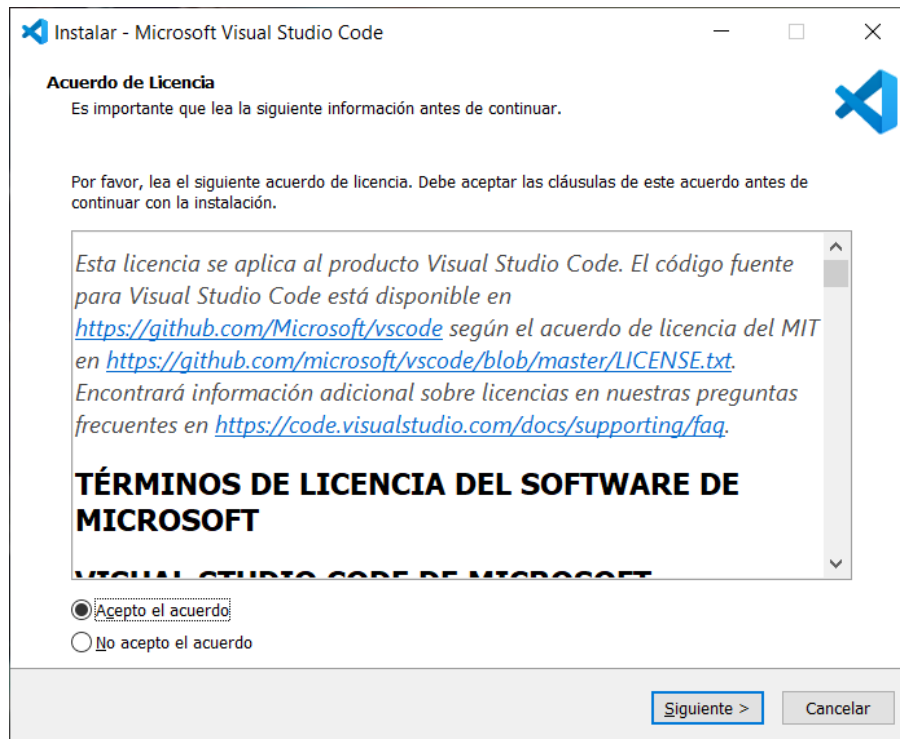 Instalar - Microsoft Visual Studio Code
Acuerdo de Licencia
Es importante que lea la siguiente información antes de continuar.
Por favor, lea el siguiente acuerdo de licencia. Debe aceptar las cláusulas de este acuerdo antes de
continuar con la instalación.
Esta licencia se aplica al producto Visual Studio Code. El código fuente
para Visual Studio Code está disponible en
https://github.com/Microsoft/vscode según el acuerdo de licencia del MIT
en https://github.com/microsoft/vscode/blob/master/LICENSE.txt.
Encontrará información adicional sobre licencias en nuestras preguntas
frecuentes en https://code.visualstudio.com/docs/supporting/faq.
TÉRMINOS DE LICENCIA DEL SOFTWARE DE
MICROSOFT
VISUAL STUDIO CODE DE MICROSOFT
Acepto el acuerdo
No acepto el acuerdo
Siguiente >
Cancelar